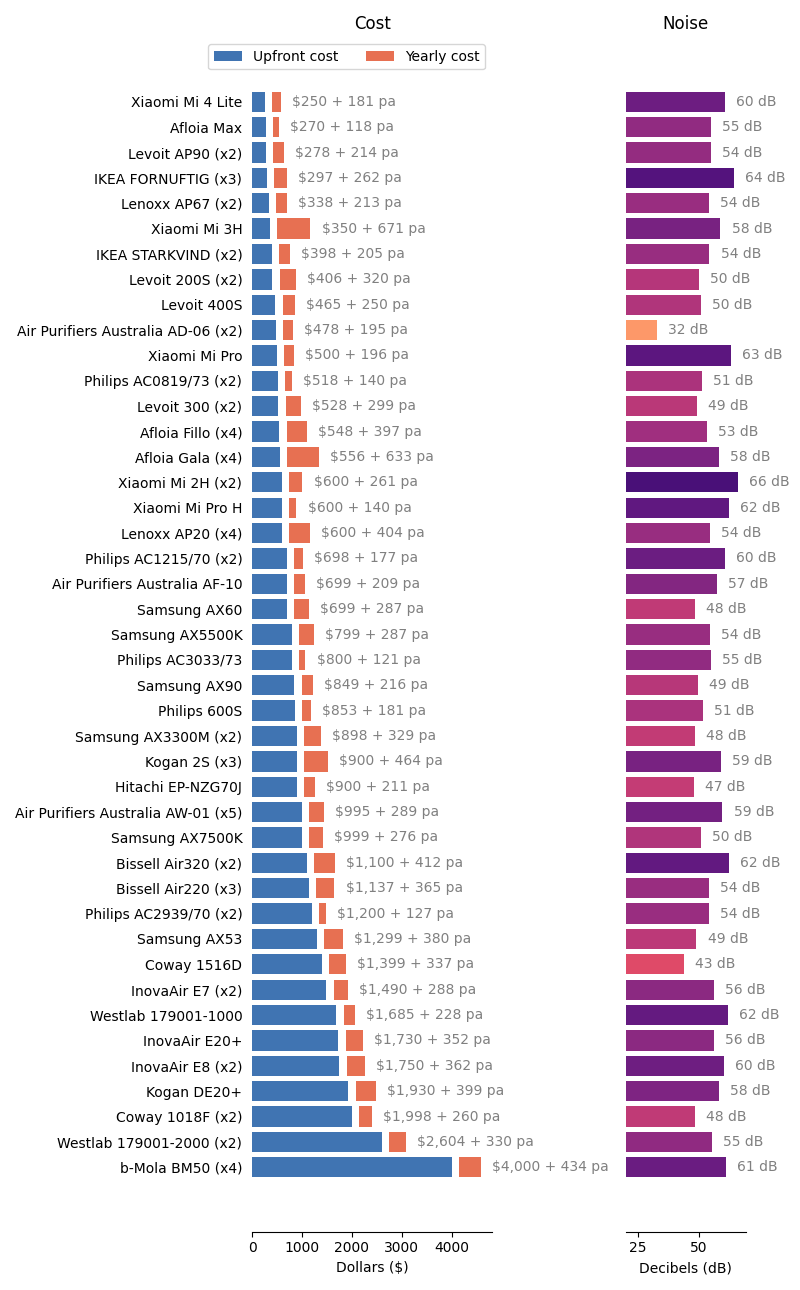 Cost Noise
Upfront cost Yearly cost
Xiaomi Mi 4 Lite $250 + 181 pa 60 dB
Afloia Max $270 + 118 pa 55 dB
Levoit AP90 (x2) $278 + 214 pa 54 dB
IKEA FORNUFTIG (x3) $297 + 262 pa 64 dB
Lenoxx AP67 (x2) $338 + 213 pa 54 dB
Xiaomi Mi 3H $350 + 671 pa 58 dB
IKEA STARKVIND (x2) $398 + 205 pa 54 dB
Levoit 200S (x2) $406 + 320 pa 50 dB
Levoit 400S $465 + 250 pa 50 dB
Air Purifiers Australia AD-06 (x2) $478 + 195 pa 32 dB
Xiaomi Mi Pro $500 + 196 pa 63 dB
Philips AC0819/73 (x2) $518 + 140 pa 51 dB
Levoit 300 (x2) $528 + 299 pa 49 dB
Afloia Fillo (x4) $548 + 397 pa 53 dB
Afloia Gala (x4) $556 + 633 pa 58 dB
Xiaomi Mi 2H (x2) $600 + 261 pa 66 dB
Xiaomi Mi Pro H $600 + 140 pa 62 dB
Lenoxx AP20 (x4) $600 + 404 pa 54 dB
Philips AC1215/70 (x2) $698 + 177 pa 60 dB
Air Purifiers Australia AF-10 $699 + 209 pa 57 dB
Samsung AX60 $699 + 287 pa 48 dB
Samsung AX5500K $799 + 287 pa 54 dB
Philips AC3033/73 $800 + 121 pa 55 dB
Samsung AX90 $849 + 216 pa 49 dB
Philips 600S $853 + 181 pa 51 dB
Samsung AX3300M (x2) $898 + 329 pa 48 dB
Kogan 2S (x3) $900 + 464 pa 59 dB
Hitachi EP-NZG70J $900 + 211 pa 47 dB
Air Purifiers Australia AW-01 (x5) $995 + 289 pa 59 dB
Samsung AX7500K $999 + 276 pa 50 dB
Bissell Air320 (x2) $1,100 + 412 pa 62 dB
Bissell Air220 (x3) $1,137 + 365 pa 54 dB
Philips AC2939/70 (x2) $1,200 + 127 pa 54 dB
Samsung AX53 $1,299 + 380 pa 49 dB
Coway 1516D $1,399 + 337 pa 43 dB
InovaAir E7 (x2) $1,490 + 288 pa 56 dB
Westlab 179001-1000 $1,685 + 228 pa 62 dB
InovaAir E20+ $1,730 + 352 pa 56 dB
InovaAir E8 (x2) $1,750 + 362 pa 60 dB
Kogan DE20+ $1,930 + 399 pa 58 dB
Coway 1018F (x2) $1,998 + 260 pa 48 dB
Westlab 179001-2000 (x2) $2,604 + 330 pa 55 dB
b-Mola BM50 (x4) $4,000 + 434 pa 61 dB
0 1000 2000 3000 4000 25 50
Dollars ($) Decibels (dB)